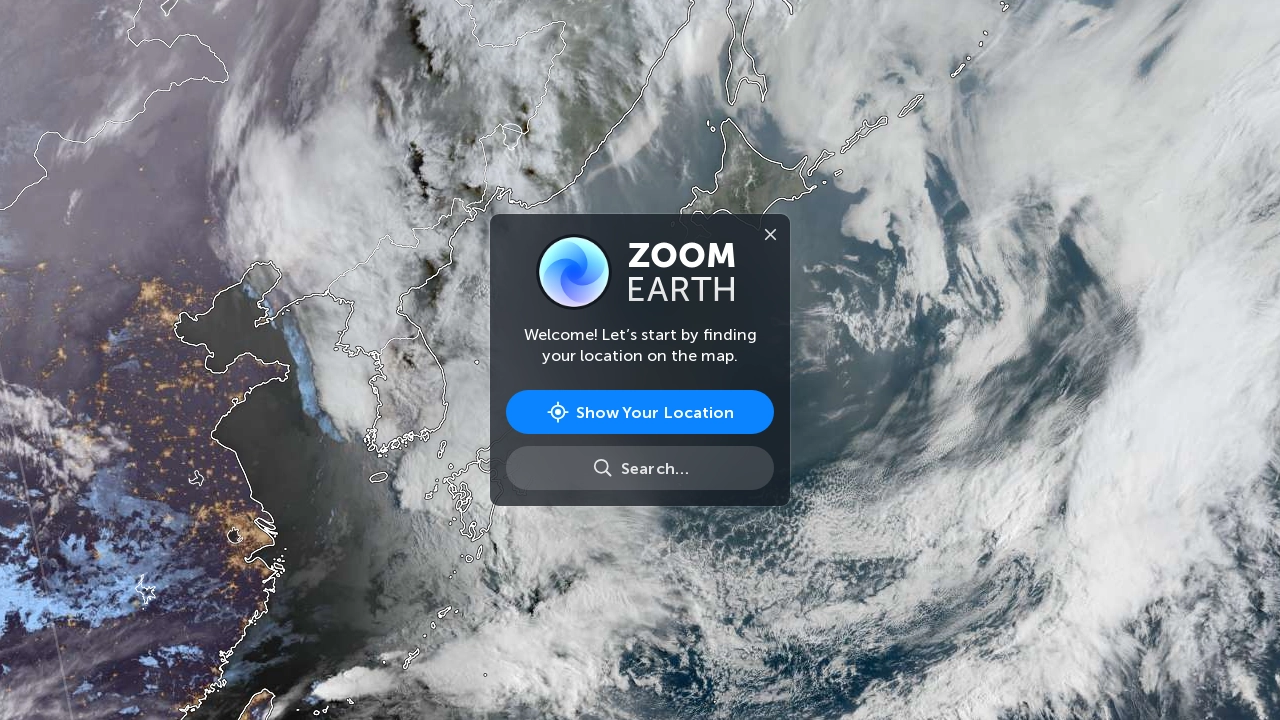 ZOOM
EARTH
Welcome! Let’s start by finding
your location on the map.
Show Your Location
Search...